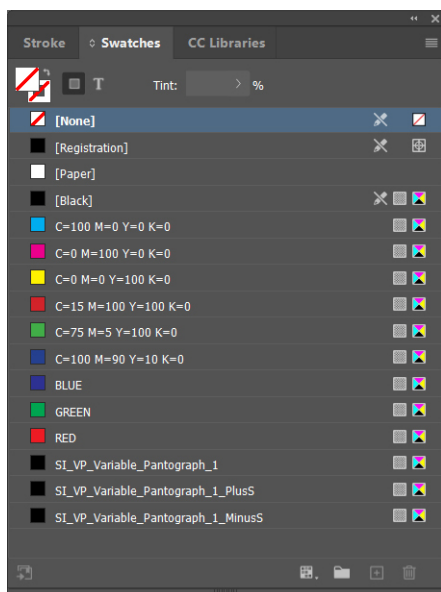 Stroke Swatches CC Libraries
T Tint: %
[None]
[Registration]
[Paper]
[Black]
C=100 M=0 Y=0 K=0
C=0 M=100 Y=0 K=0
C=0 M=0 Y=100 K=0
C=15 M=100 Y=100 K=0
C=75 M=5 Y=100 K=0
C=100 M=90 Y=10 K=0
BLUE
GREEN
RED
SI_VP_Variable_Pantograph_1
SI_VP_Variable_Pantograph_1_PlusS
SI_VP_Variable_Pantograph_1_MinusS